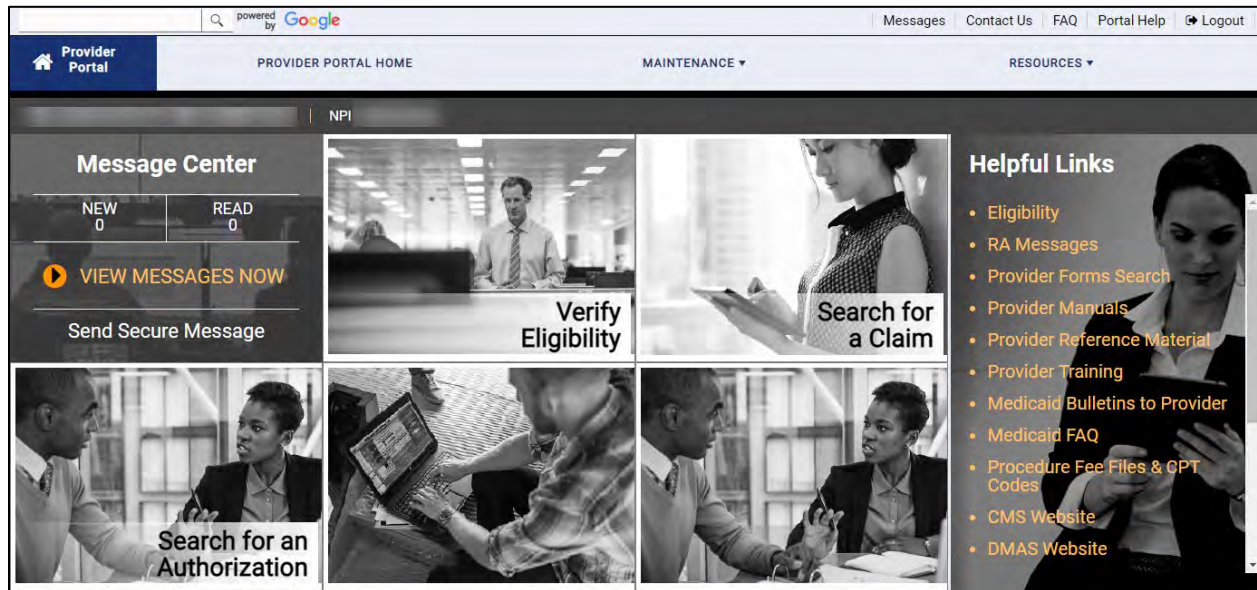 powered by Google
Messages Contact Us FAQ Portal Help Logout
Provider Portal
PROVIDER PORTAL HOME MAINTENANCE RESOURCES
NPI
Message Center
NEW READ
0 0
VIEW MESSAGES NOW
Send Secure Message
Verify
Eligibility
Search for
a Claim
Search for an
Authorization
Helpful Links
Eligibility
RA Messages
Provider Forms Search
Provider Manuals
Provider Reference Material
Provider Training
Medicaid Bulletins to Provider
Medicaid FAQ
Procedure Fee Files & CPT
Codes
CMS Website
DMAS Website